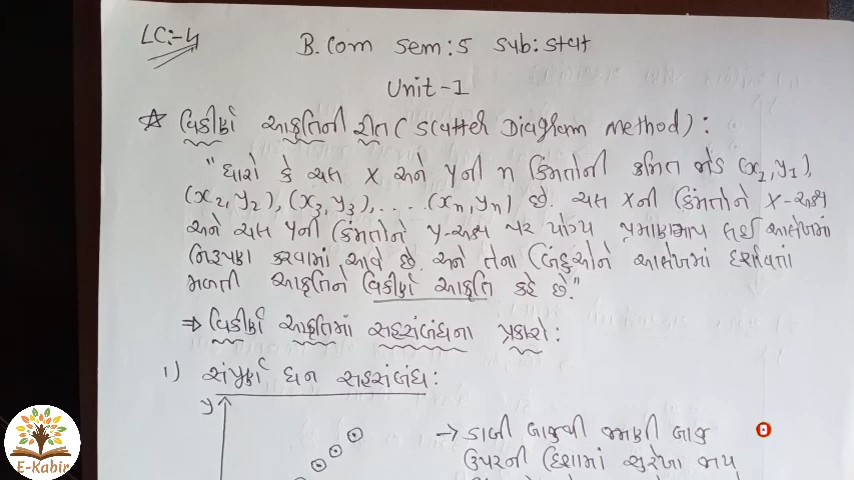 LC:-4
B.Com Sem:5 Sub:Stat
Unit-1
☆ વિકીર્ણ આકૃતિની રીત (Scatter Diagram Method):
"ધારો કે ચલ X અને Y ની n કિંમતોની ક્રમિત જોડ (x₂,y₁),
(x₂,y₂), (x₃,y₃),.... (xₙ,yₙ) છે. ચલ Xની કિંમતોને X-અક્ષ
અને ચલ Yની કિંમતોને y-અક્ષ પર યોગ્ય પ્રમાણમાપ લઈ આલેખમાં
નિરૂપણ કરવામાં આવે છે. અને તેના બિંદુઓને આલેખમાં દર્શાવતાં
મળતી આકૃતિને વિકીર્ણ આકૃતિ કહે છે."
⇒ વિકીર્ણ આકૃતિમાં સહસંબંધના પ્રકારો:
1) સંપૂર્ણ ધન સહસંબંધ:
y
→ ડાબી બાજુથી જમણી બાજુ
ઉપરની દિશામાં સુરેખા જાય
E-Kabir